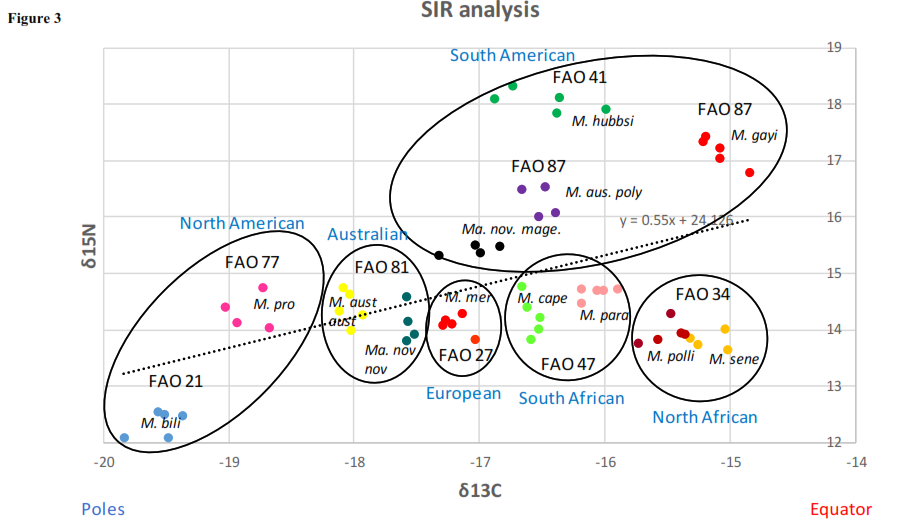 SIR analysis
Figure 3
19
South American
FAO 41
18
FAO 87
M. hubbsi
M. gayi
17
FAO 87
M. aus. poly
16
y = 0.55x + 24.126
North American
Ma. nov. mage.
Australian
δ15N
FAO 77
FAO 81
15
M. pro
M. aust
aust
M. mer
M. cape
M. para
FAO 34
14
Ma. nov
nov
FAO 27
FAO 47
M. polli
M. sene
13
FAO 21
European
South African
North African
M. bili
12
-20
-19
-18
-17
-16
-15
-14
δ13C
Poles
Equator